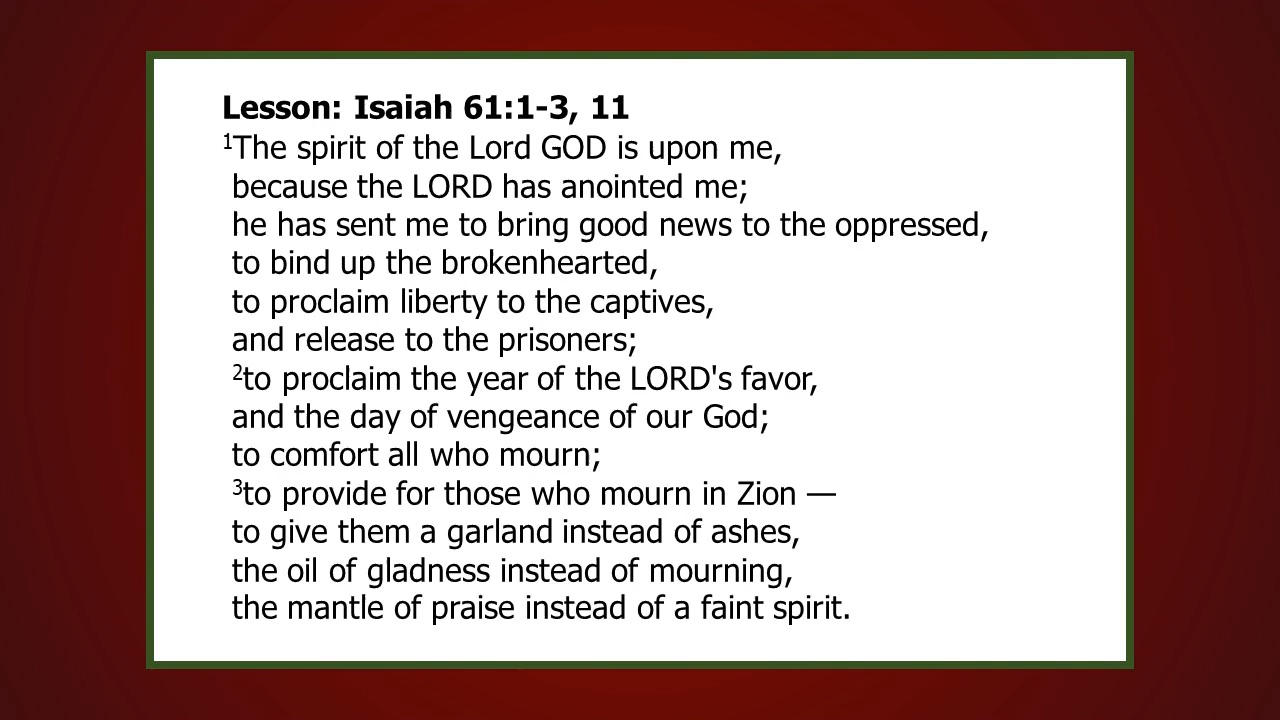 Lesson: Isaiah 61:1-3, 11
¹The spirit of the Lord GOD is upon me,
because the LORD has anointed me;
he has sent me to bring good news to the oppressed,
to bind up the brokenhearted,
to proclaim liberty to the captives,
and release to the prisoners;
²to proclaim the year of the LORD's favor,
and the day of vengeance of our God;
to comfort all who mourn;
³to provide for those who mourn in Zion —
to give them a garland instead of ashes,
the oil of gladness instead of mourning,
the mantle of praise instead of a faint spirit.